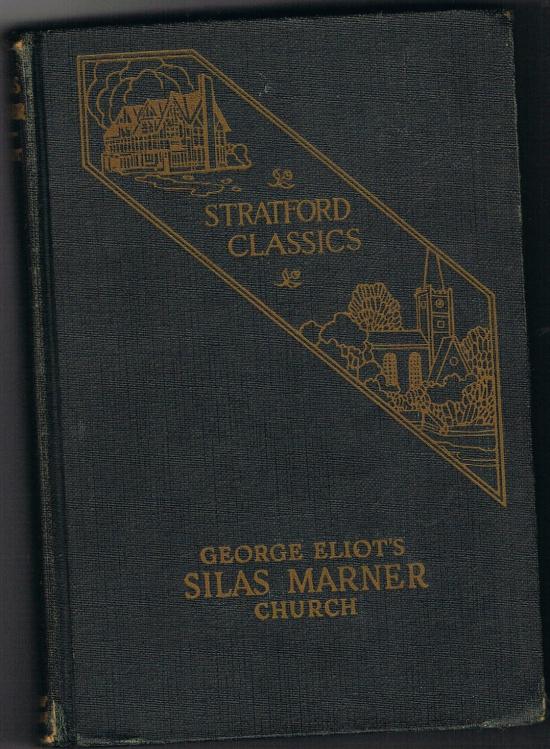 STRATFORD
CLASSICS
GEORGE ELIOT'S
SILAS MARNER
CHURCH